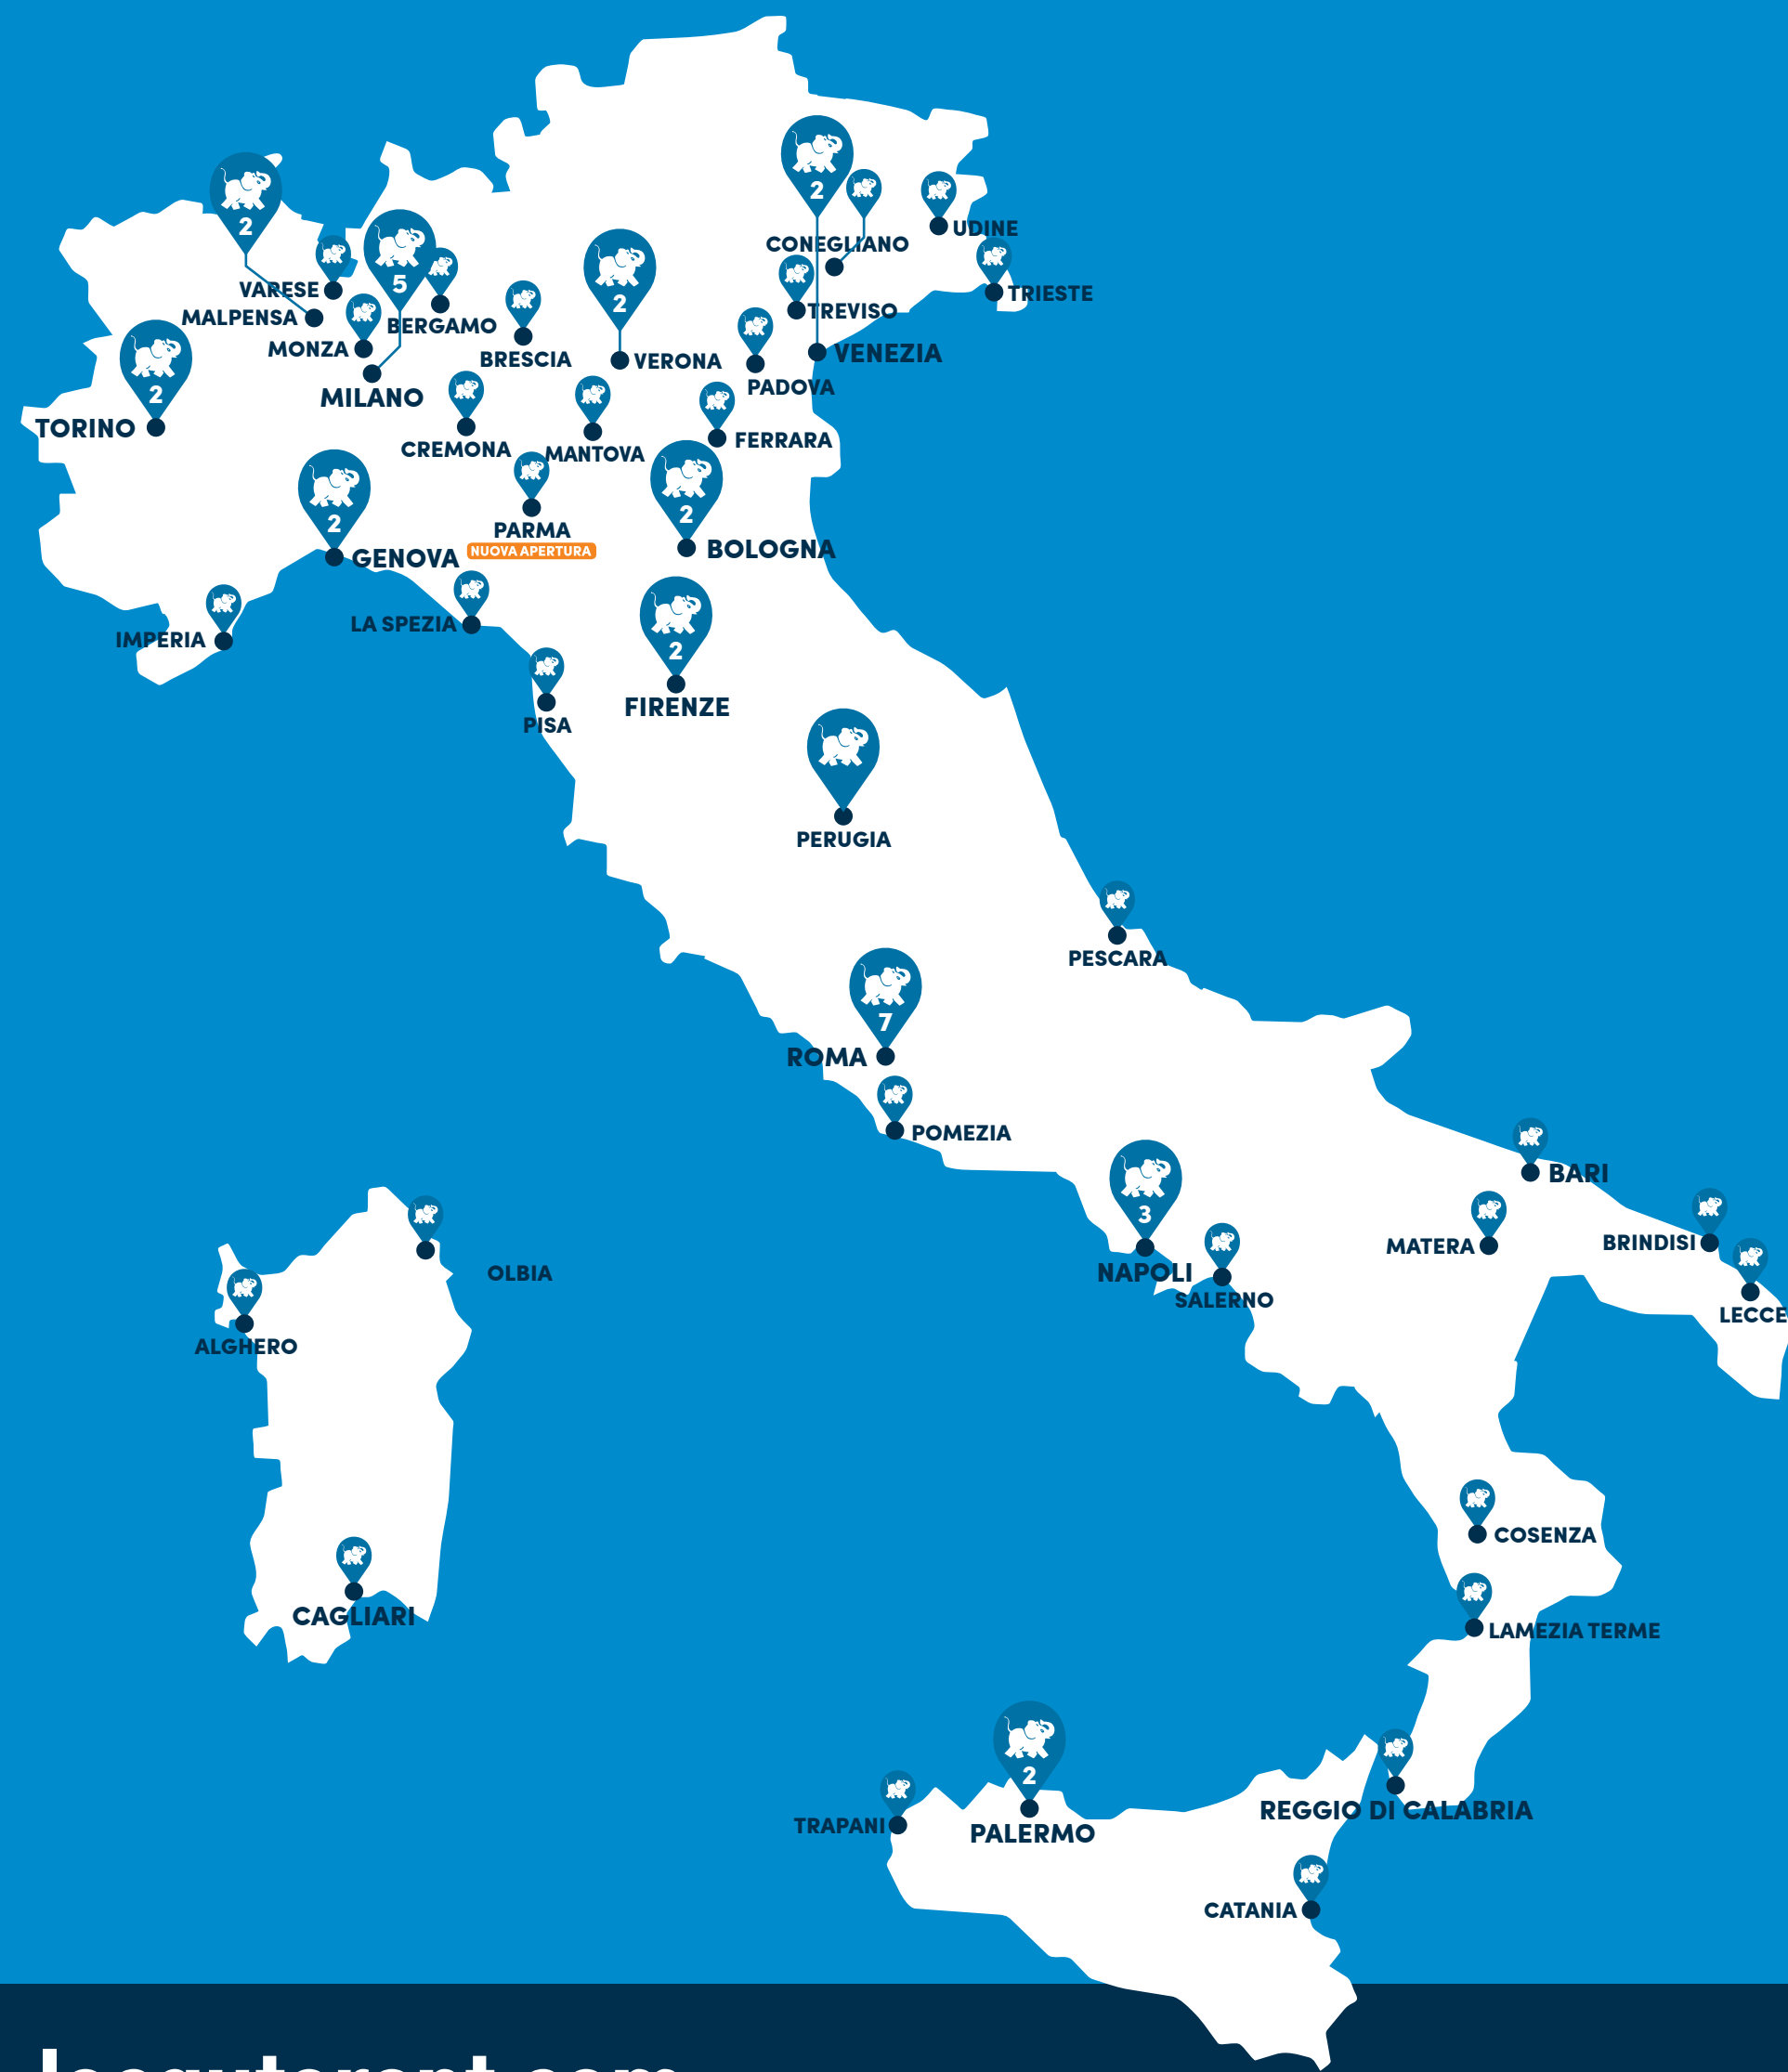 2
2
CONEGLIANO
UDINE
5
VARESE
2
TRIESTE
MALPENSA
BERGAMO
TREVISO
MONZA
BRESCIA
VERONA
VENEZIA
2
MILANO
PADOVA
TORINO
CREMONA
MANTOVA
FERRARA
2
PARMA
2
NUOVA APERTURA
GENOVA
BOLOGNA
IMPERIA
LA SPEZIA
2
FIRENZE
PISA
PERUGIA
PESCARA
7
ROMA
POMEZIA
BARI
3
MATERA
BRINDISI
NAPOLI
OLBIA
SALERNO
LECCE
ALGHERO
COSENZA
CAGLIARI
LAMEZIA TERME
2
REGGIO DI CALABRIA
TRAPANI
PALERMO
CATANIA